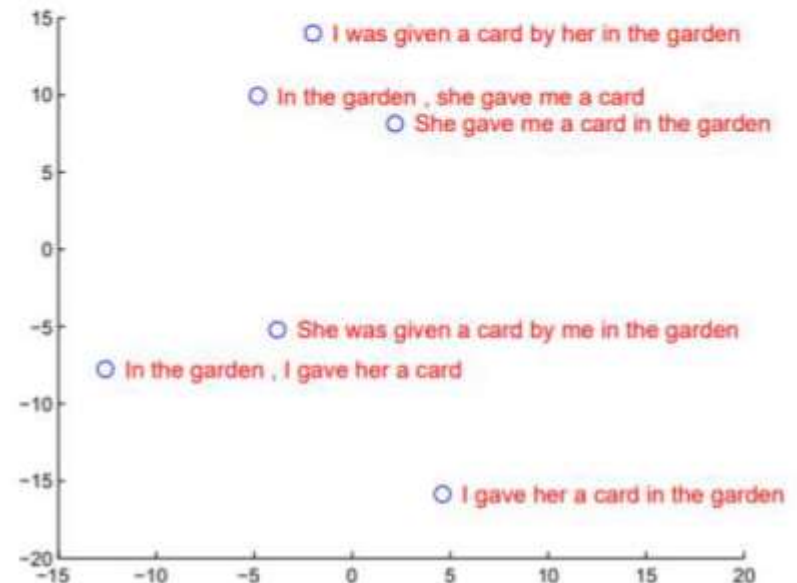 15
I was given a card by her in the garden
10
In the garden , she gave me a card
She gave me a card in the garden
5
0
−5
She was given a card by me in the garden
In the garden , I gave her a card
−10
−15
I gave her a card in the garden
−20
−15 −10 −5 0 5 10 15 20